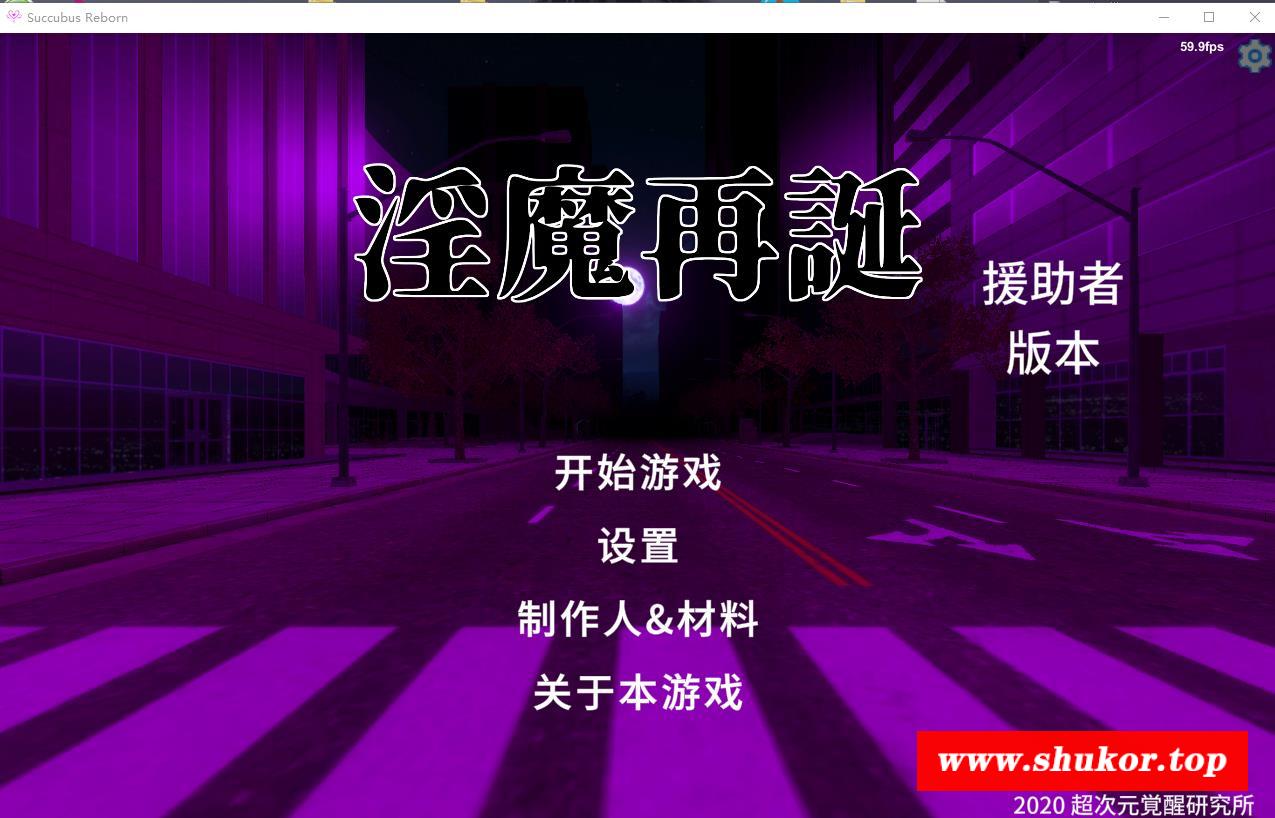 Succubus Reborn
59.9fps
淫魔再誕
援助者
版本
开始游戏
设置
制作人&材料
关于本游戏
www.shukor.top
2020 超次元覚醒研究所